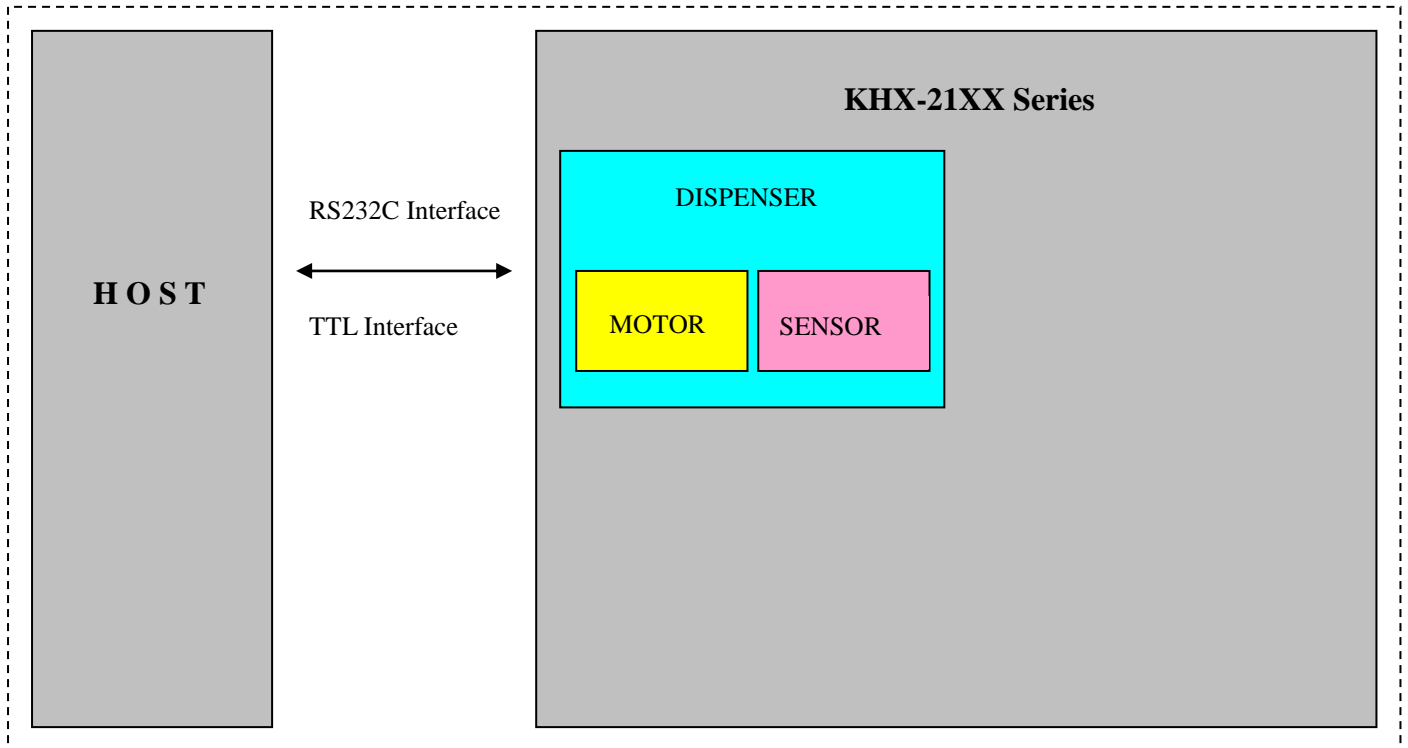 KHX-21XX Series
DISPENSER
RS232C Interface
H O S T
TTL Interface
MOTOR
SENSOR